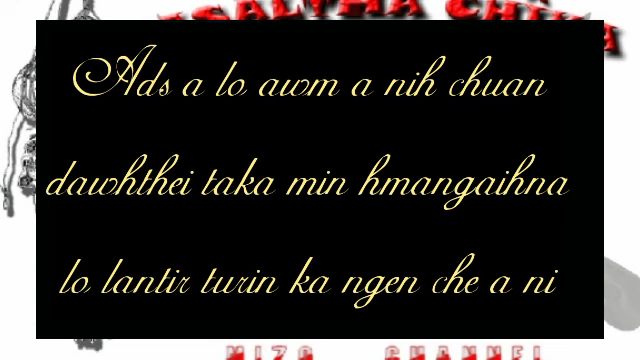 Ads a lo awm a nih chuan
dawhthei taka min hmangaihna
lo lantir turin ka ngen che a ni